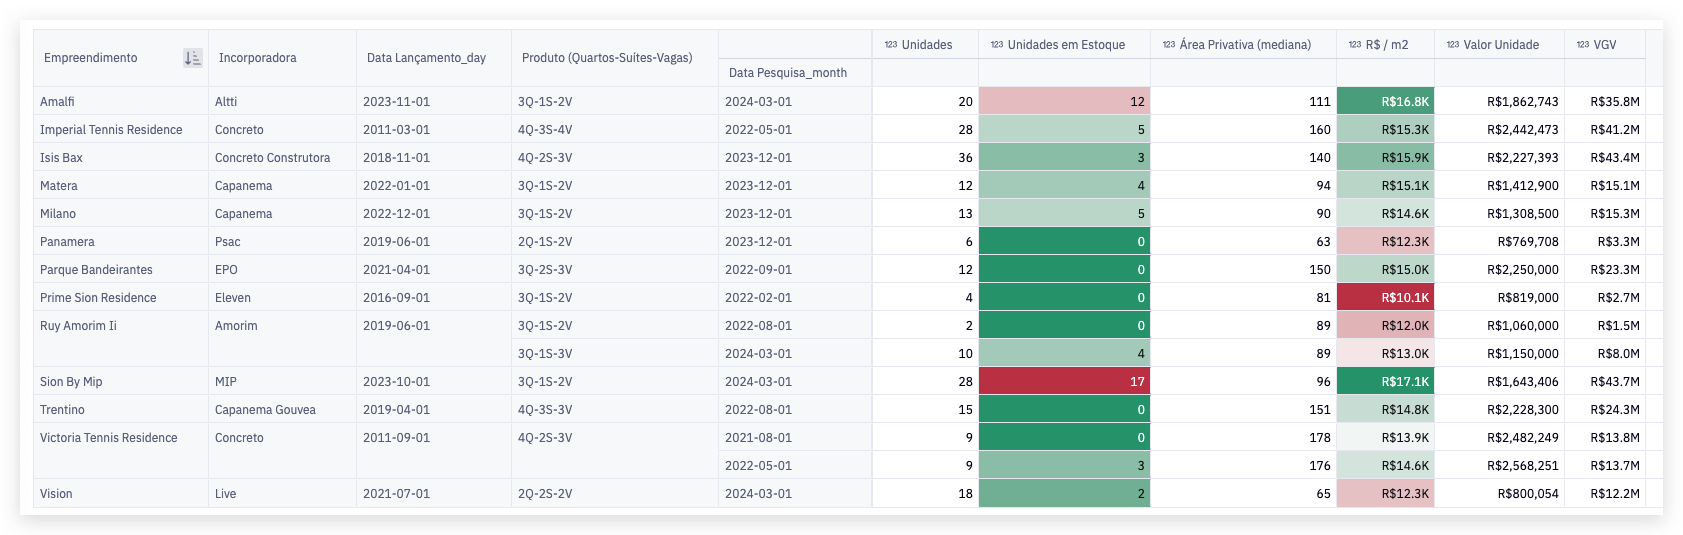 Empreendimento Incorporadora Data Lançamento_day Produto (Quartos-Suítes-Vagas) 123 Unidades 123 Unidades em Estoque 123 Área Privativa (mediana) 123 R$ / m2 123 Valor Unidade 123 VGV
Data Pesquisa_month
Amalfi Altti 2023-11-01 3Q-1S-2V 2024-03-01 20 12 111 R$16.8K R$1,862,743 R$35.8M
Imperial Tennis Residence Concreto 2011-03-01 4Q-3S-4V 2022-05-01 28 5 160 R$15.3K R$2,442,473 R$41.2M
Isis Bax Concreto Construtora 2018-11-01 4Q-2S-3V 2023-12-01 36 3 140 R$15.9K R$2,227,393 R$43.4M
Matera Capanema 2022-01-01 3Q-1S-2V 2023-12-01 12 4 94 R$15.1K R$1,412,900 R$15.1M
Milano Capanema 2022-12-01 3Q-1S-2V 2023-12-01 13 5 90 R$14.6K R$1,308,500 R$15.3M
Panamera Psac 2019-06-01 2Q-1S-2V 2023-12-01 6 0 63 R$12.3K R$769,708 R$3.3M
Parque Bandeirantes EPO 2021-04-01 3Q-2S-3V 2022-09-01 12 0 150 R$15.0K R$2,250,000 R$23.3M
Prime Sion Residence Eleven 2016-09-01 3Q-1S-2V 2022-02-01 4 0 81 R$10.1K R$819,000 R$2.7M
Ruy Amorim Ii Amorim 2019-06-01 3Q-1S-2V 2022-08-01 2 0 89 R$12.0K R$1,060,000 R$1.5M
3Q-1S-3V 2024-03-01 10 4 89 R$13.0K R$1,150,000 R$8.0M
Sion By Mip MIP 2023-10-01 3Q-1S-2V 2024-03-01 28 17 96 R$17.1K R$1,643,406 R$43.7M
Trentino Capanema Gouvea 2019-04-01 4Q-3S-3V 2022-08-01 15 0 151 R$14.8K R$2,228,300 R$24.3M
Victoria Tennis Residence Concreto 2011-09-01 4Q-2S-3V 2021-08-01 9 0 178 R$13.9K R$2,482,249 R$13.8M
2022-05-01 9 3 176 R$14.6K R$2,568,251 R$13.7M
Vision Live 2021-07-01 2Q-2S-2V 2024-03-01 18 2 65 R$12.3K R$800,054 R$12.2M